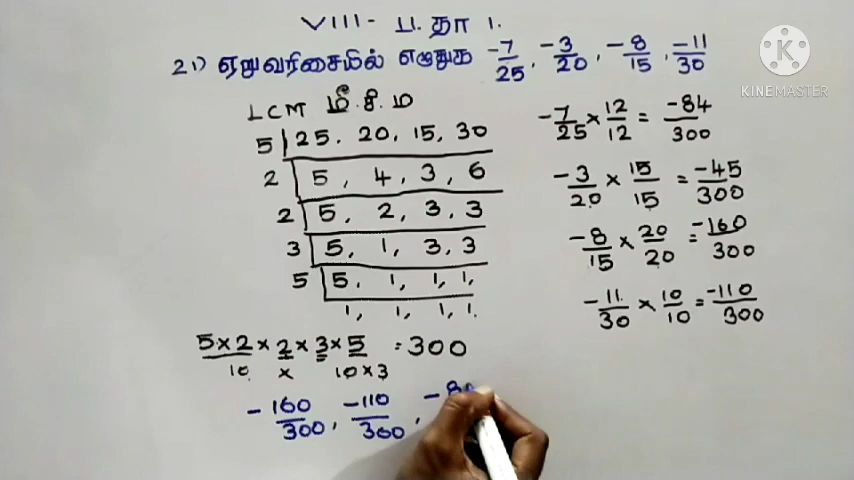 VIII - ப. தா 1.
21) ஏறுவரிசையில் எழுதுக -7/25, -3/20, -8/15, -11/30
KINEMASTER
LCM மீ.சி.ம
5 | 25, 20, 15, 30
2 | 5, 4, 3, 6
2 | 5, 2, 3, 3
3 | 5, 1, 3, 3
5 | 5, 1, 1, 1,
1, 1, 1, 1.
5×2×2×3×5 = 300
10 × 10×3
-7/25 × 12/12 = -84/300
-3/20 × 15/15 = -45/300
-8/15 × 20/20 = -160/300
-11/30 × 10/10 = -110/300
-160/300, -110/300, -8